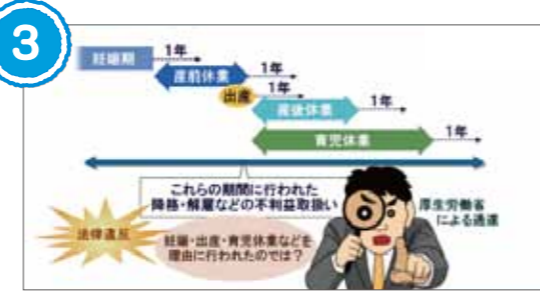 3
妊娠期
1年
産前休業
1年
出産
1年
産後休業
1年
育児休業
1年
これらの期間に行われた
降格・解雇などの不利益取扱い
法律違反
妊娠・出産・育児休業などを
理由に行われたのでは?
厚生労働省
による通達